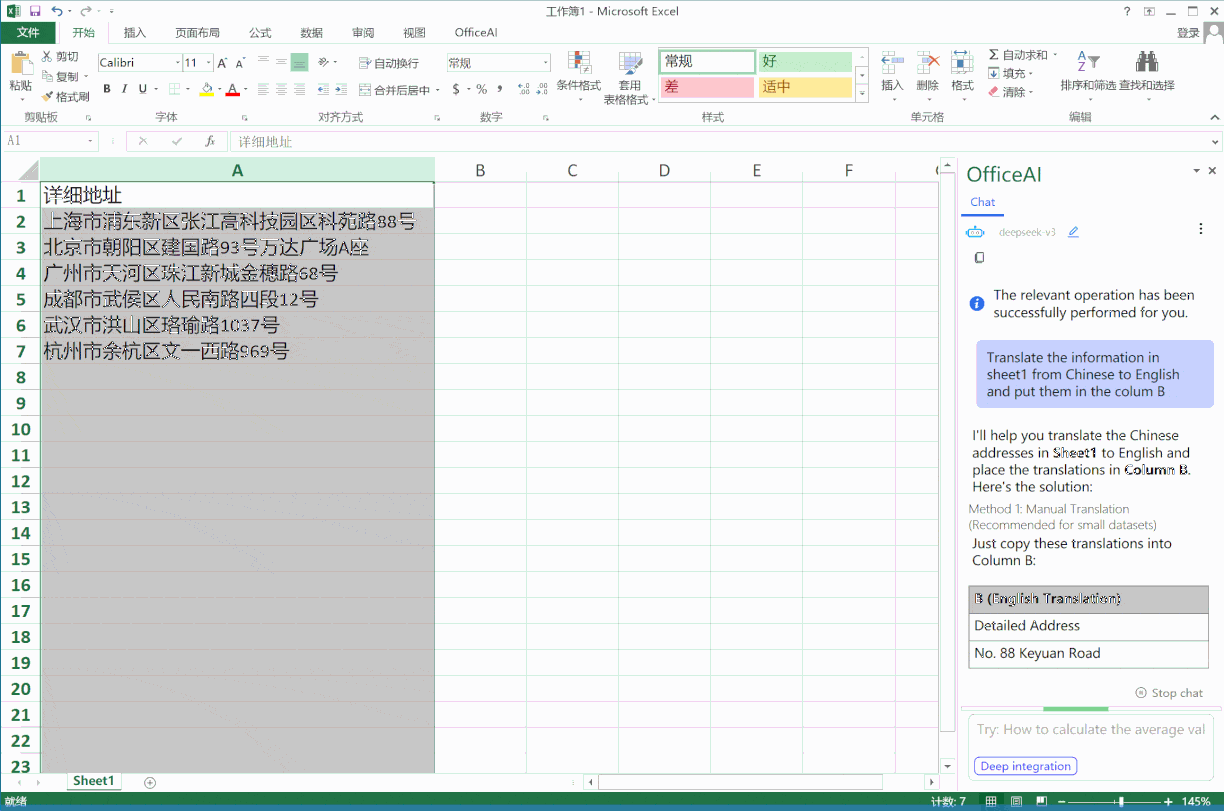 工作簿1 - Microsoft Excel
?
文件 开始 插入 页面布局 公式 数据 审阅 视图 OfficeAI 登录
粘贴 剪切 复制 格式刷
Calibri 11 A A
B I U A
自动换行
合并后居中
常规
$ %
条件格式 套用 表格格式
常规 好
差 适中
插入 删除 格式
自动求和
填充
清除
排序和筛选 查找和选择
剪贴板 字体 对齐方式 数字 样式 单元格 编辑
A1 fx 详细地址
A B C D E F
1 详细地址
2 上海市浦东新区张江高科技园区科苑路88号
3 北京市朝阳区建国路93号万达广场A座
4 广州市天河区珠江新城金穗路68号
5 成都市武侯区人民南路四段12号
6 武汉市洪山区珞瑜路1037号
7 杭州市余杭区文一西路969号
8
9
10
11
12
13
14
15
16
17
18
19
20
21
22
23
OfficeAI
Chat
deepseek-v3
The relevant operation has been
successfully performed for you.
Translate the information in
sheet1 from Chinese to English
and put them in the colum B
I'll help you translate the Chinese
addresses in Sheet1 to English and
place the translations in Column B.
Here's the solution:
Method 1: Manual Translation
(Recommended for small datasets)
Just copy these translations into
Column B:
B (English Translation)
Detailed Address
No. 88 Keyuan Road
Stop chat
Try: How to calculate the average val
Deep integration
Sheet1
就绪
计数: 7
145%